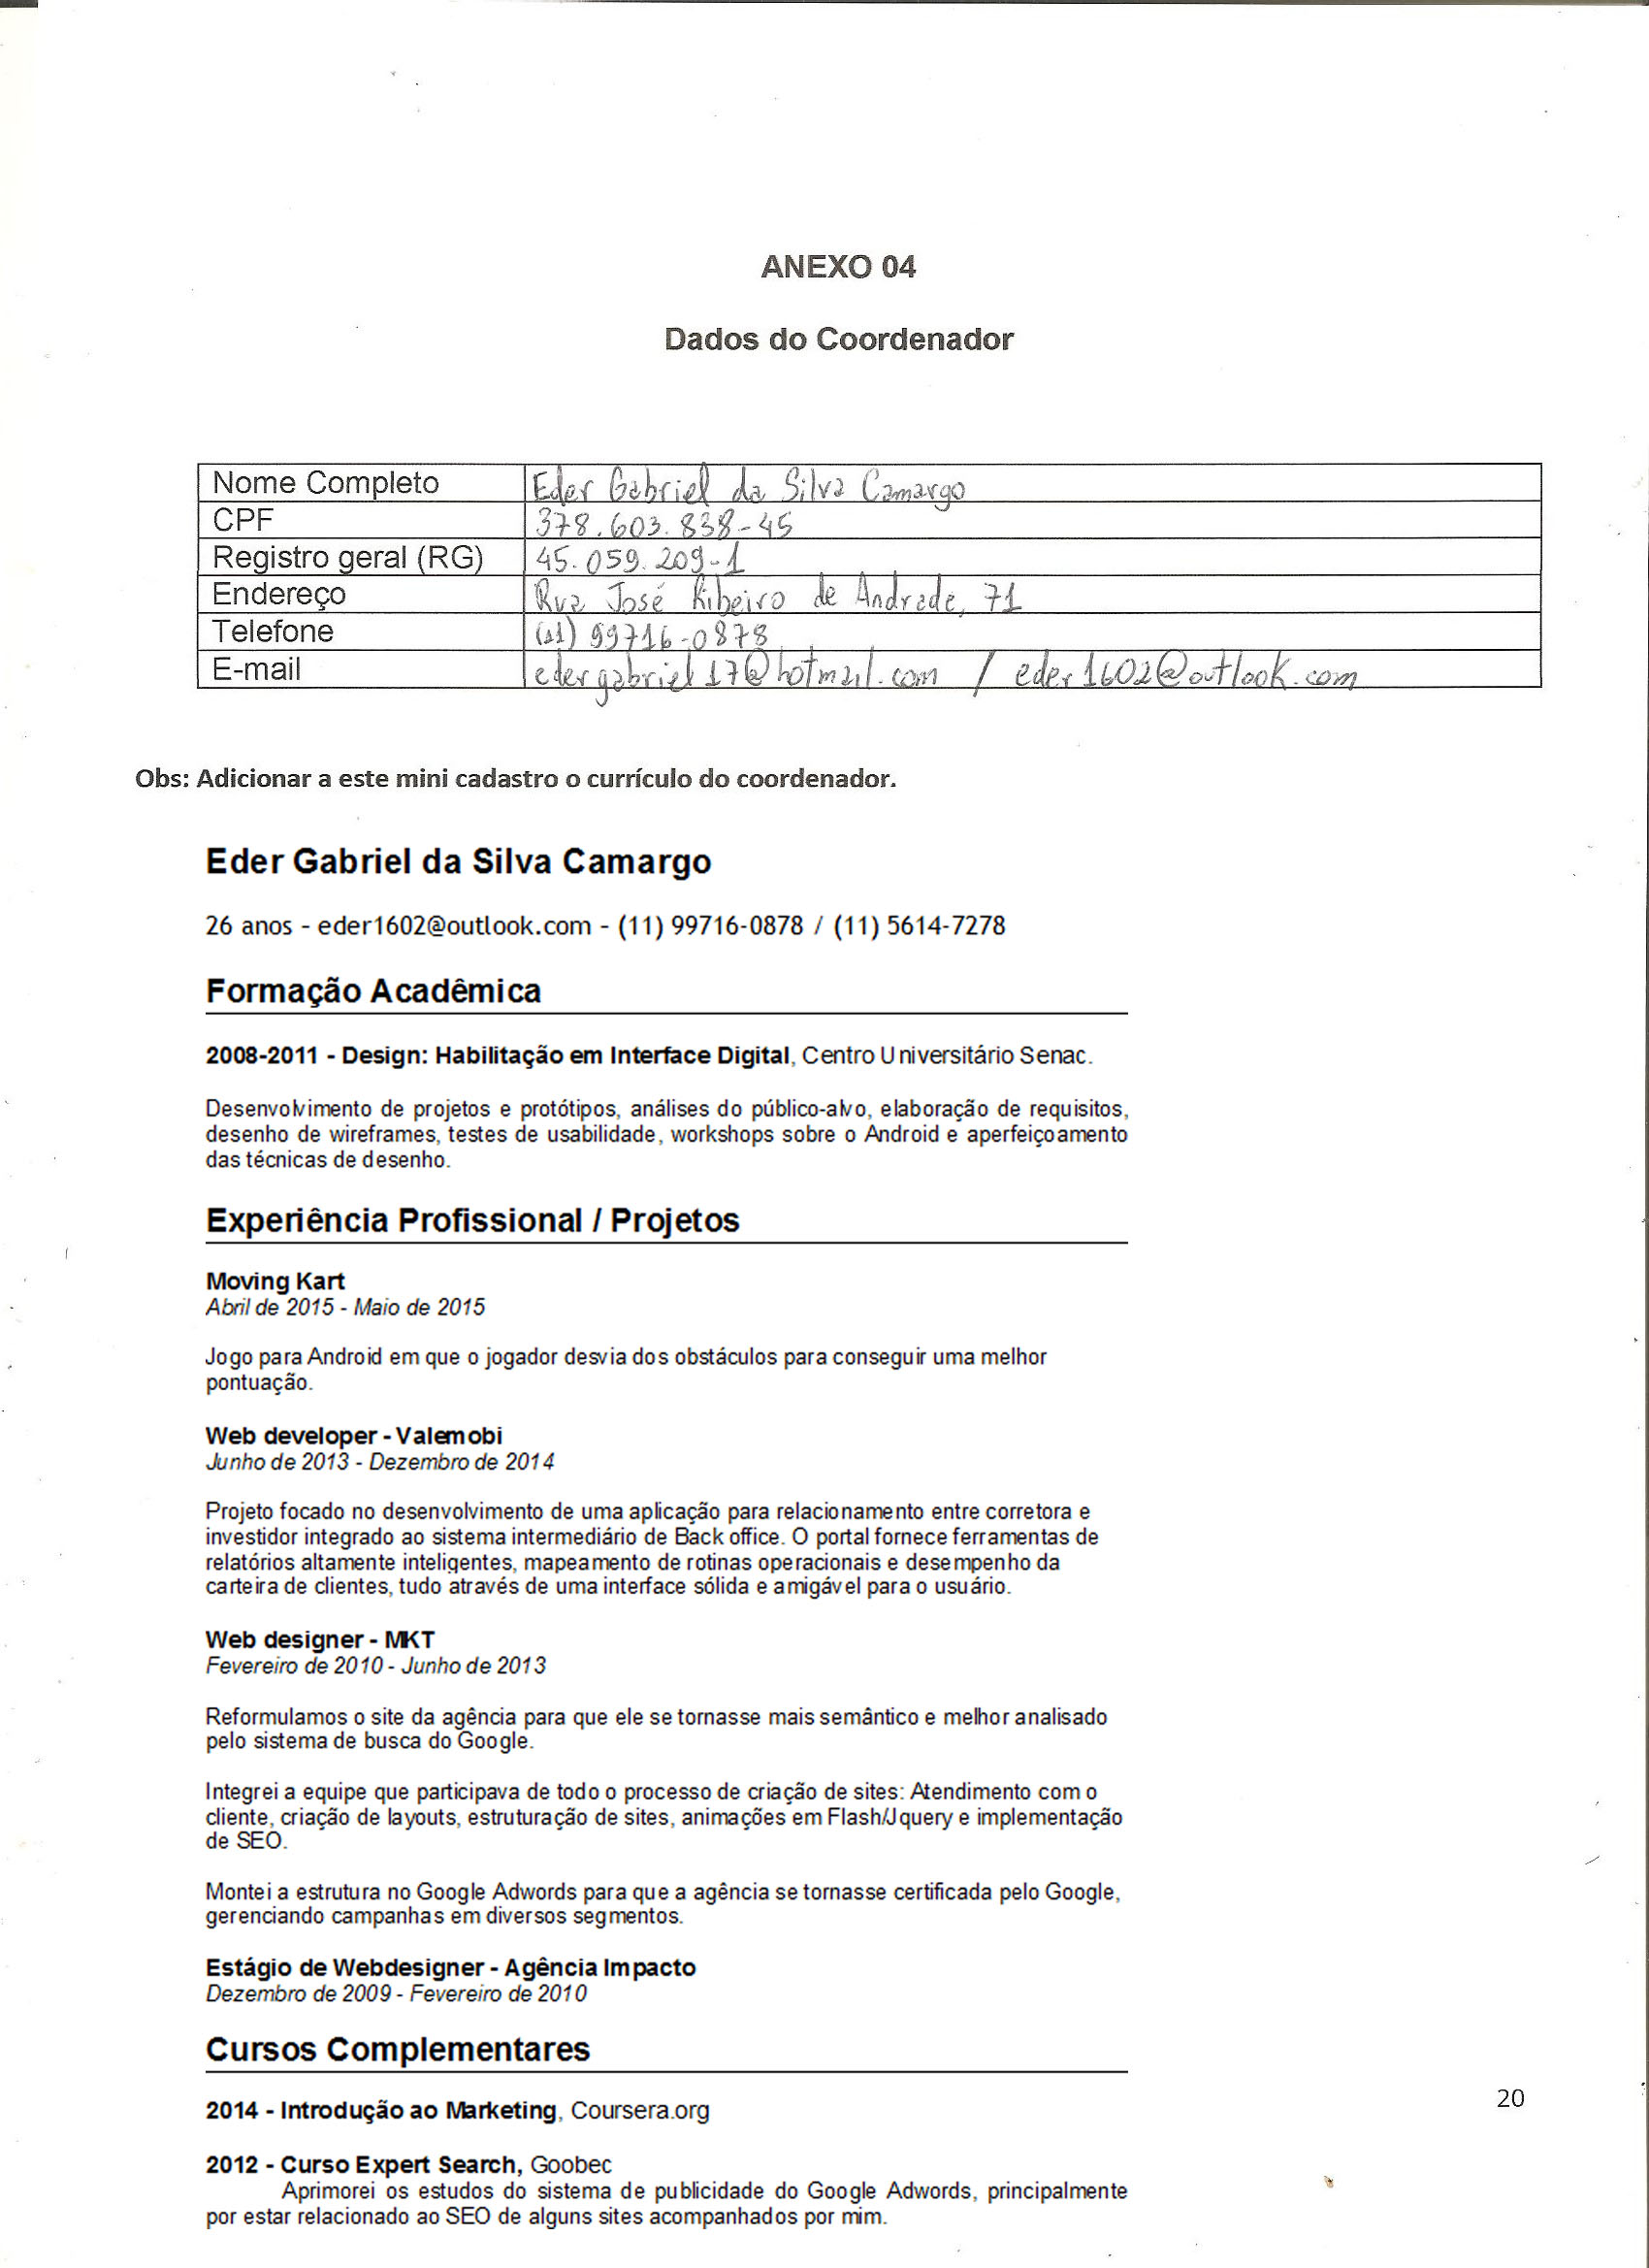 ANEXO 04
Dados do Coordenador
Nome Completo Eder Gabriel da Silva Camargo
CPF 378.603.838-45
Registro geral (RG) 45.059.209-1
Endereço Rua José Ribeiro de Andrade, 71
Telefone (11) 99716-0878
E-mail edergabriel17@hotmail.com / eder1602@outlook.com
Obs: Adicionar a este mini cadastro o currículo do coordenador.
Eder Gabriel da Silva Camargo
26 anos - eder1602@outlook.com - (11) 99716-0878 / (11) 5614-7278
Formação Acadêmica
2008-2011 - Design: Habilitação em Interface Digital, Centro Universitário Senac.
Desenvolvimento de projetos e protótipos, análises do público-alvo, elaboração de requisitos,
desenho de wireframes, testes de usabilidade, workshops sobre o Android e aperfeiçoamento
das técnicas de desenho.
Experiência Profissional / Projetos
Moving Kart
Abril de 2015 - Maio de 2015
Jogo para Android em que o jogador desvia dos obstáculos para conseguir uma melhor
pontuação.
Web developer - Valemobi
Junho de 2013 - Dezembro de 2014
Projeto focado no desenvolvimento de uma aplicação para relacionamento entre corretora e
investidor integrado ao sistema intermediário de Back office. O portal fornece ferramentas de
relatórios altamente inteligentes, mapeamento de rotinas operacionais e desempenho da
carteira de clientes, tudo através de uma interface sólida e amigável para o usuário.
Web designer - MKT
Fevereiro de 2010 - Junho de 2013
Reformulamos o site da agência para que ele se tornasse mais semântico e melhor analisado
pelo sistema de busca do Google.
Integrei a equipe que participava de todo o processo de criação de sites: Atendimento com o
cliente, criação de layouts, estruturação de sites, animações em Flash/Jquery e implementação
de SEO.
Montei a estrutura no Google Adwords para que a agência se tornasse certificada pelo Google,
gerenciando campanhas em diversos segmentos.
Estágio de Webdesigner - Agência Impacto
Dezembro de 2009 - Fevereiro de 2010
Cursos Complementares
2014 - Introdução ao Marketing, Coursera.org
20
2012 - Curso Expert Search, Goobec
Aprimorei os estudos do sistema de publicidade do Google Adwords, principalmente
por estar relacionado ao SEO de alguns sites acompanhados por mim.